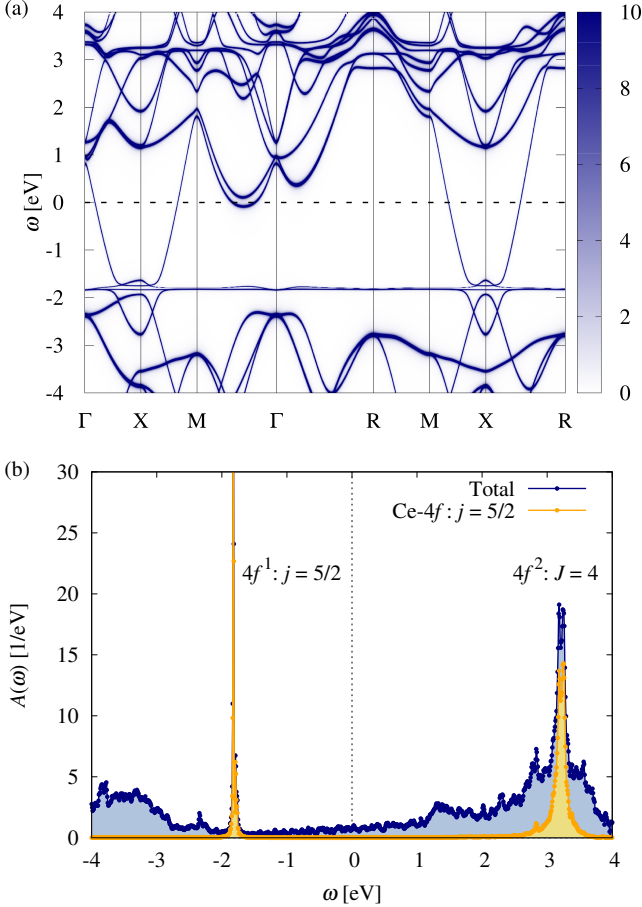 (a)
4
3
2
1
0
-1
-2
-3
-4
ω [eV]
Γ X M Γ R M X R
10
8
6
4
2
0
(b)
30
25
20
15
10
5
0
A(ω) [1/eV]
Total
Ce-4f : j = 5/2
4f¹: j = 5/2
4f²: J = 4
-4 -3 -2 -1 0 1 2 3 4
ω [eV]